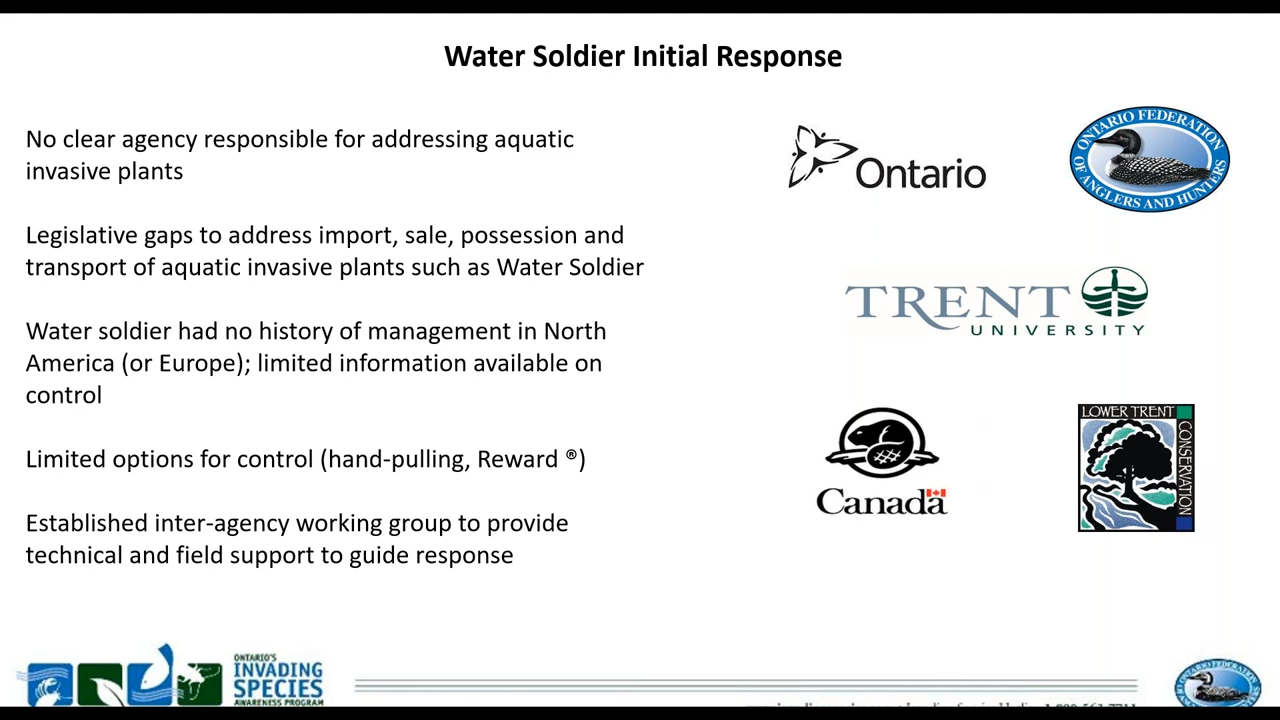 Water Soldier Initial Response
No clear agency responsible for addressing aquatic
invasive plants
Legislative gaps to address import, sale, possession and
transport of aquatic invasive plants such as Water Soldier
Water soldier had no history of management in North
America (or Europe); limited information available on
control
Limited options for control (hand-pulling, Reward ®)
Established inter-agency working group to provide
technical and field support to guide response
Ontario
ONTARIO FEDERATION
OF ANGLERS AND HUNTERS
TRENT
UNIVERSITY
Canada
LOWER TRENT
CONSERVATION
ONTARIO'S
INVADING
SPECIES
AWARENESS PROGRAM
ONTARIO FEDERATION